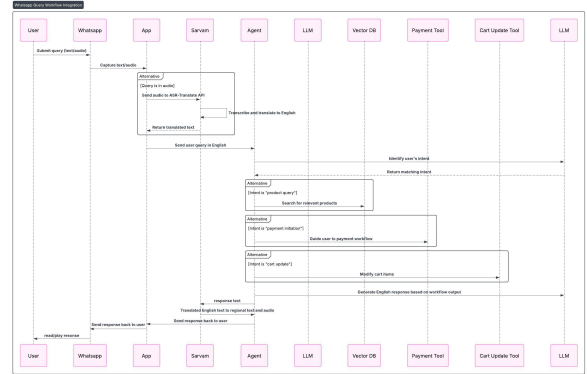 Whatsapp Query Workflow Integration
User Whatsapp App Sarvam Agent LLM Vector DB Payment Tool Cart Update Tool LLM
Submit query (text/audio)
Capture text/audio
Alternative
[Query is in audio]
Send audio to ASR-Translate API
Transcribe and translate to English
Return translated text
Send user query in English
Identify user's intent
Return matching intent
Alternative
[Intent is "product query"]
Search for relevant products
Alternative
[Intent is "payment initiation"]
Guide user to payment workflow
Alternative
[Intent is "cart update"]
Modify cart items
Generate English response based on workflow output
response text
Translated English text to regional text and audio
Send response back to user
Send response back to user
read/play resonse
User Whatsapp App Sarvam Agent LLM Vector DB Payment Tool Cart Update Tool LLM